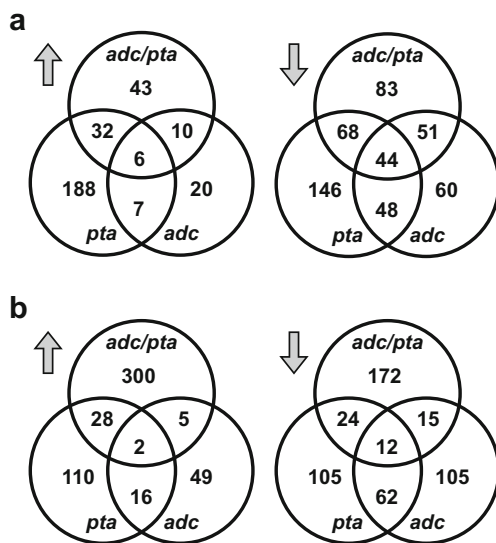 a
adc/pta adc/pta
43 83
32 10 68 51
6 44
188 20 146 60
7 48
pta adc pta adc
b
adc/pta adc/pta
300 172
28 5 24 15
2 12
110 49 105 105
16 62
pta adc pta adc